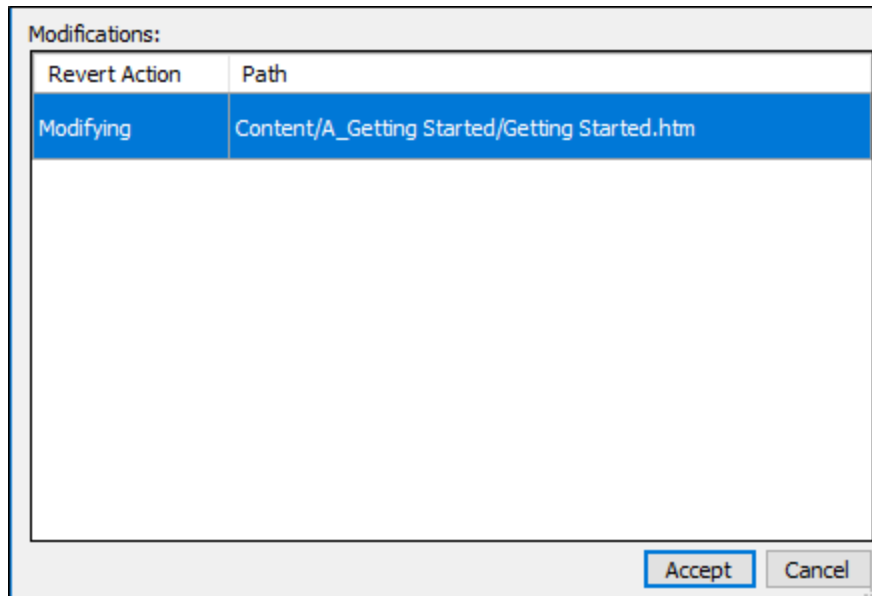 Modifications:
Revert Action Path
Modifying Content/A_Getting Started/Getting Started.htm
Accept Cancel